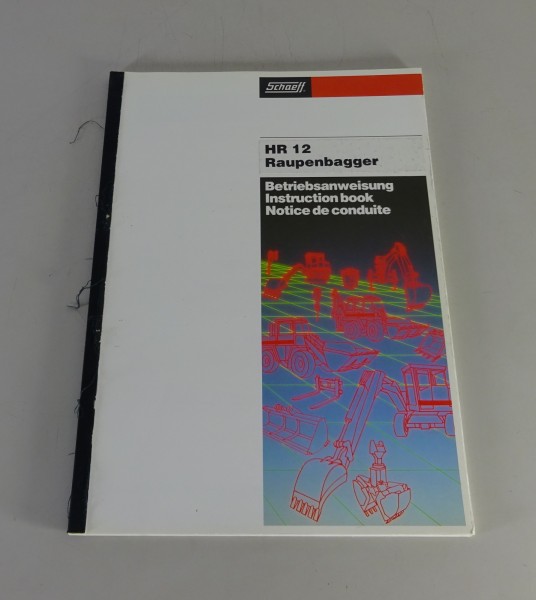 Schaeff
HR 12
Raupenbagger
Betriebsanweisung
Instruction book
Notice de conduite